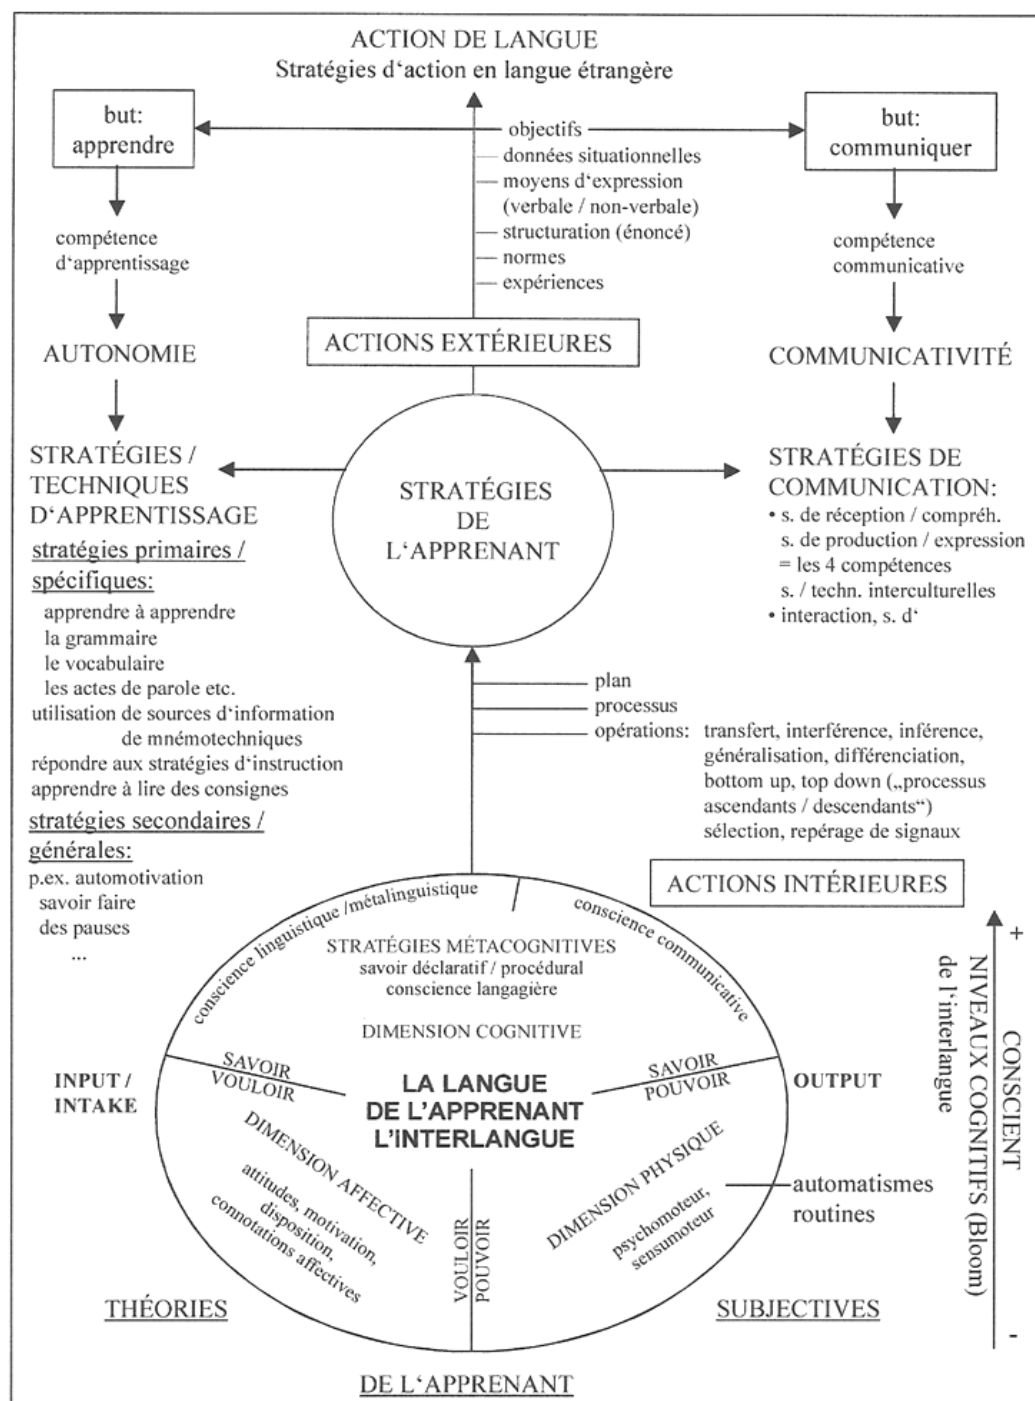 ACTION DE LANGUE
Stratégies d‘action en langue étrangère
but:
apprendre
but:
communiquer
objectifs
données situationnelles
moyens d‘expression
(verbale / non-verbale)
structuration (énoncé)
normes
expériences
compétence
d‘apprentissage
compétence
communicative
AUTONOMIE
ACTIONS EXTÉRIEURES
COMMUNICATIVITÉ
STRATÉGIES /
TECHNIQUES
D‘APPRENTISSAGE
stratégies primaires /
spécifiques:
apprendre à apprendre
la grammaire
le vocabulaire
les actes de parole etc.
utilisation de sources d‘information
de mnémotechniques
répondre aux stratégies d‘instruction
apprendre à lire des consignes
stratégies secondaires /
générales:
p.ex. automotivation
savoir faire
des pauses
...
STRATÉGIES
DE
L‘APPRENANT
STRATÉGIES DE
COMMUNICATION:
• s. de réception / compréh.
s. de production / expression
= les 4 compétences
s. / techn. interculturelles
• interaction, s. d‘
plan
processus
opérations: transfert, interférence, inférence,
généralisation, différenciation,
bottom up, top down („processus
ascendants / descendants“)
sélection, repérage de signaux
ACTIONS INTÉRIEURES
conscience linguistique /métalinguistique
conscience communicative
STRATÉGIES MÉTACOGNITIVES
savoir déclaratif / procédural
conscience langagière
DIMENSION COGNITIVE
SAVOIR
VOULOIR
SAVOIR
POUVOIR
INPUT /
INTAKE
LA LANGUE
DE L’APPRENANT
L’INTERLANGUE
OUTPUT
DIMENSION AFFECTIVE
attitudes, motivation,
disposition,
connotations affectives
VOULOIR
POUVOIR
DIMENSION PHYSIQUE
psychomoteur,
sensumoteur
automatismes
routines
THÉORIES
SUBJECTIVES
DE L‘APPRENANT
+
CONSCIENT
NIVEAUX COGNITIFS (Bloom)
de l‘interlangue
-